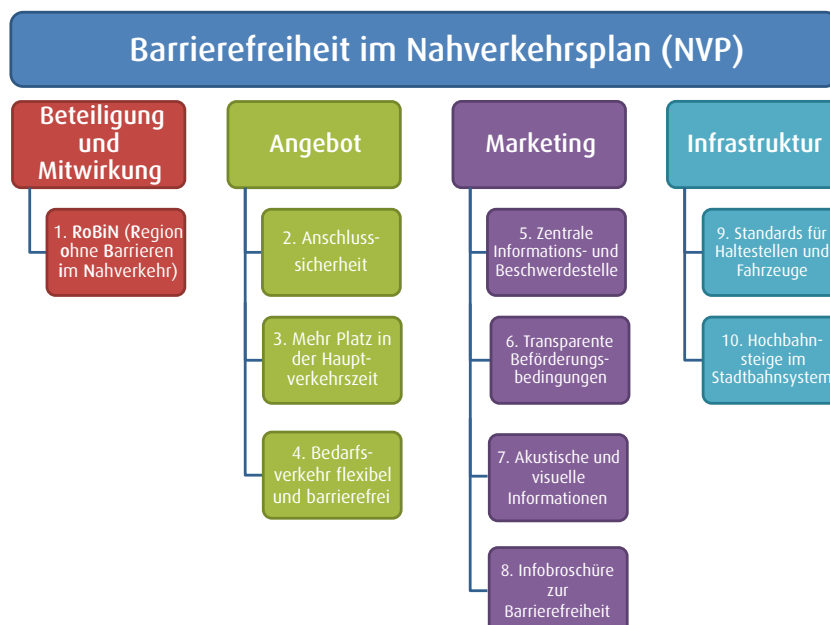 Barrierefreiheit im Nahverkehrsplan (NVP)
Beteiligung
und
Mitwirkung
1. RoBiN (Region
ohne Barrieren
im Nahverkehr)
Angebot
2. Anschluss-
sicherheit
3. Mehr Platz in
der Haupt-
verkehrszeit
4. Bedarfs-
verkehr flexibel
und barrierefrei
Marketing
5. Zentrale
Informations- und
Beschwerdestelle
6. Transparente
Beförderungs-
bedingungen
7. Akustische und
visuelle
Informationen
8. Infobroschüre
zur
Barrierefreiheit
Infrastruktur
9. Standards für
Haltestellen und
Fahrzeuge
10. Hochbahn-
steige im
Stadtbahnsystem